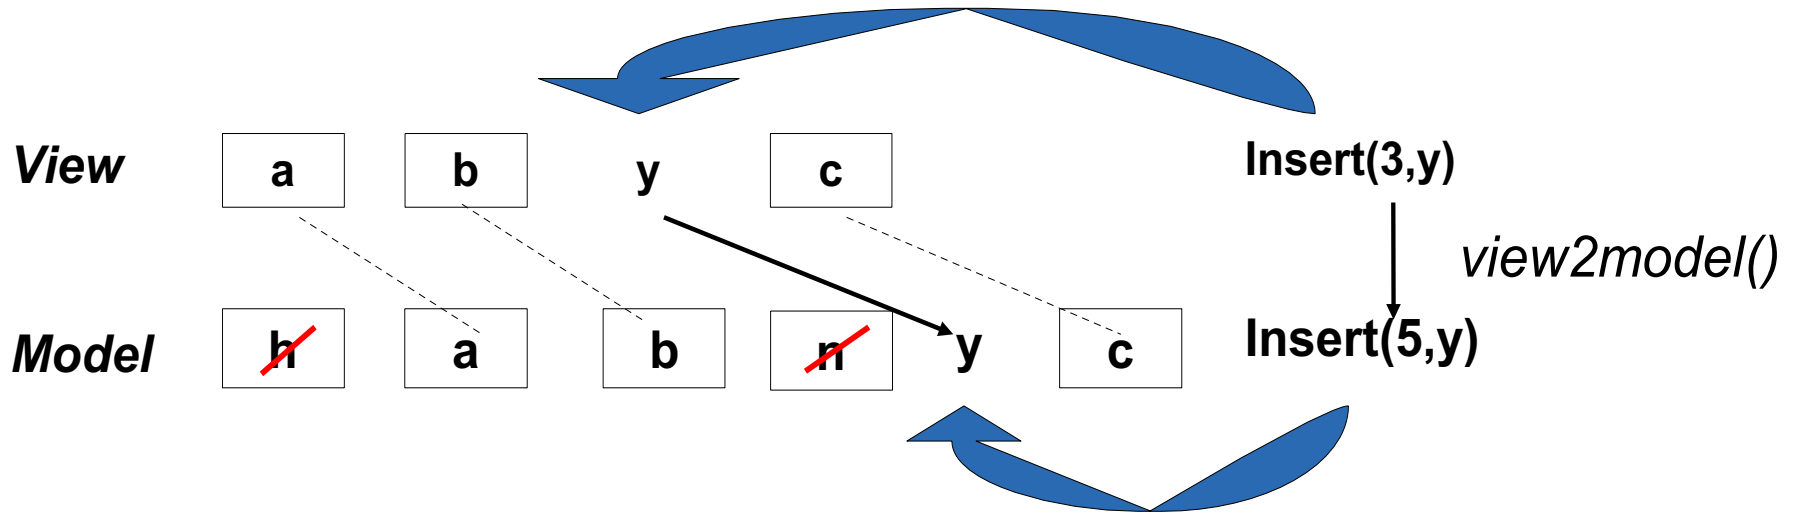 View a b y c Insert(3,y)
view2model()
Model h a b n y c Insert(5,y)